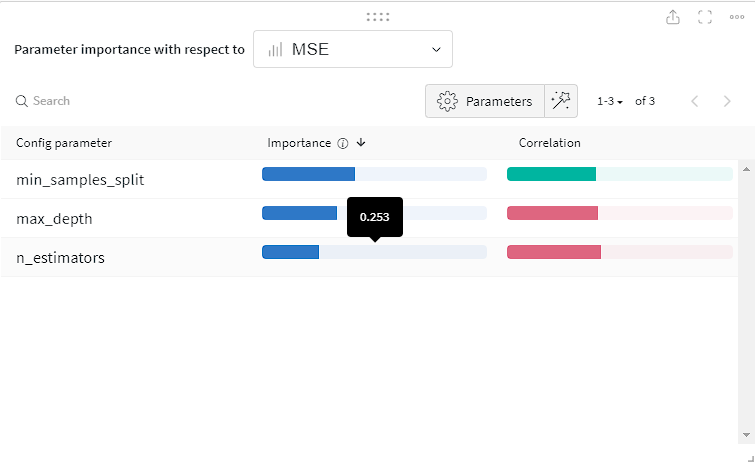 Parameter importance with respect to MSE
Search Parameters 1-3 of 3
Config parameter Importance Correlation
min_samples_split
max_depth 0.253
n_estimators